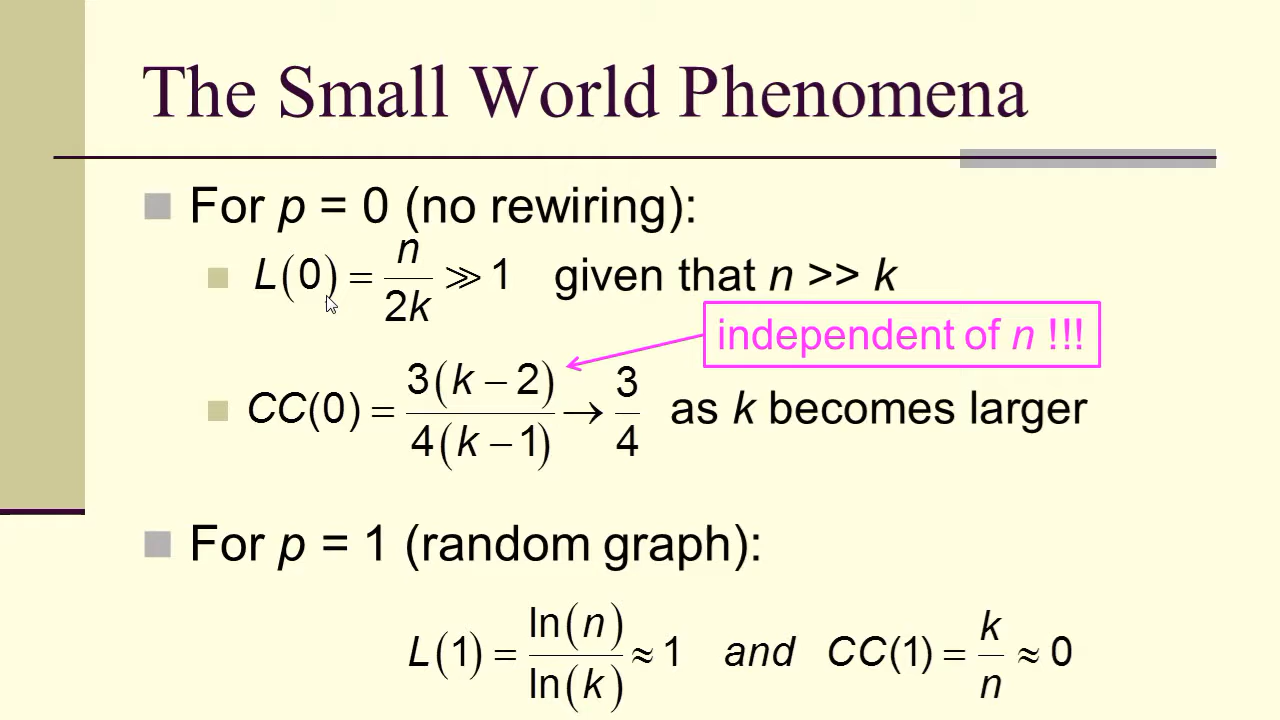 The Small World Phenomena
For p = 0 (no rewiring):
L(0) = n/2k ≫ 1 given that n >> k
independent of n !!!
CC(0) = 3(k − 2)/4(k − 1) → 3/4 as k becomes larger
For p = 1 (random graph):
L(1) = ln(n)/ln(k) ≈ 1 and CC(1) = k/n ≈ 0